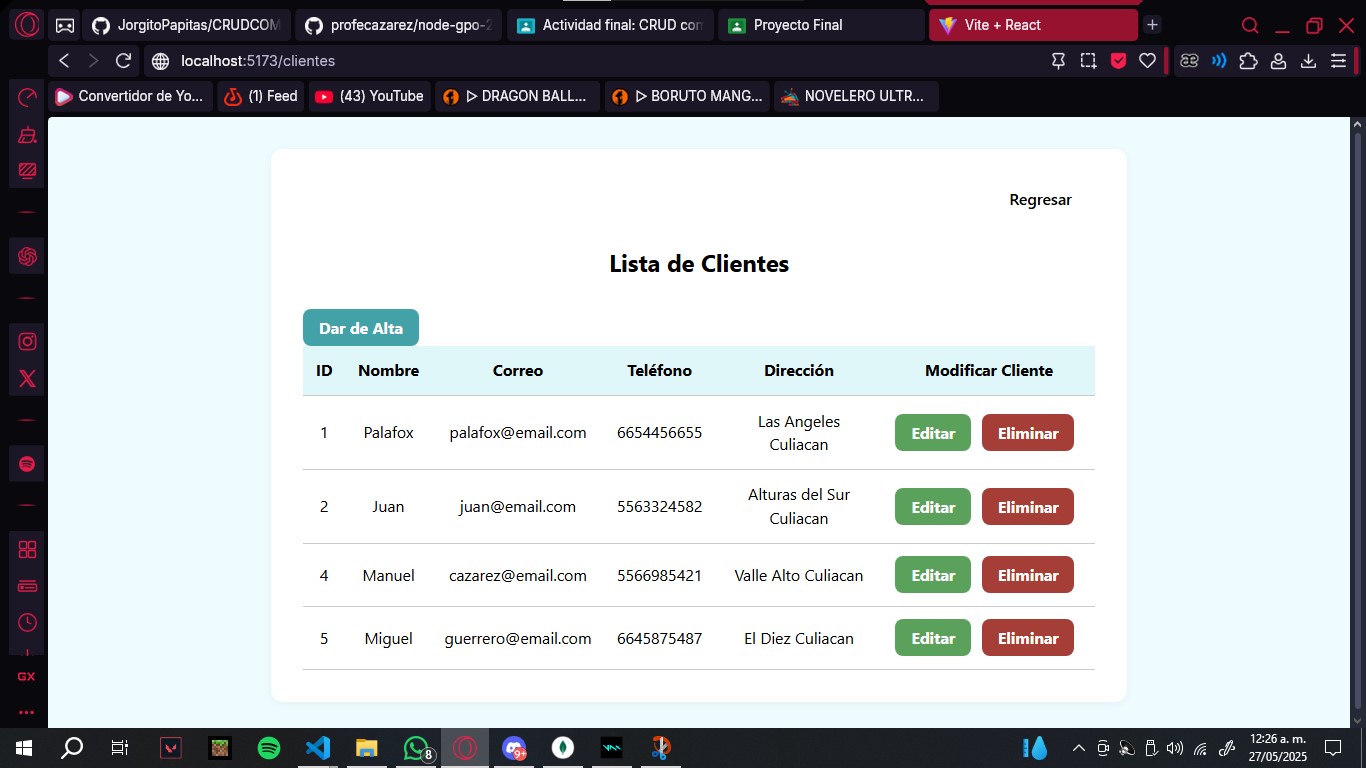 JorgitoPapitas/CRUDCOM
profecazarez/node-gpo-2
Actividad final: CRUD con
Proyecto Final
Vite + React
localhost:5173/clientes
Convertidor de Yo...
(1) Feed
(43) YouTube
ᐅ DRAGON BALL...
ᐅ BORUTO MANG...
NOVELERO ULTR...
Regresar
Lista de Clientes
Dar de Alta
ID Nombre Correo Teléfono Dirección Modificar Cliente
1 Palafox palafox@email.com 6654456655 Las Angeles Culiacan Editar Eliminar
2 Juan juan@email.com 5563324582 Alturas del Sur Culiacan Editar Eliminar
4 Manuel cazarez@email.com 5566985421 Valle Alto Culiacan Editar Eliminar
5 Miguel guerrero@email.com 6645875487 El Diez Culiacan Editar Eliminar
GX
8
9+
12:26 a. m.
27/05/2025